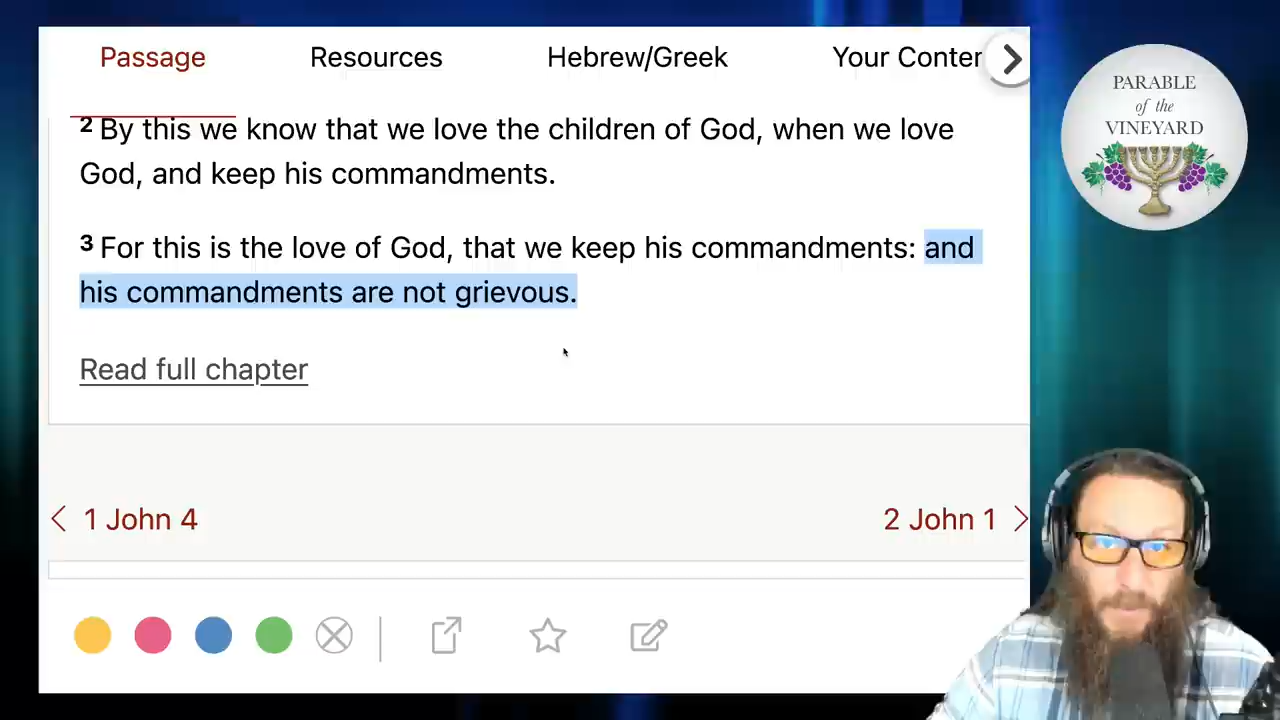 Passage
Resources
Hebrew/Greek
Your Conter
2 By this we know that we love the children of God, when we love
God, and keep his commandments.
3 For this is the love of God, that we keep his commandments: and
his commandments are not grievous.
Read full chapter
1 John 4
2 John 1
PARABLE
of the
VINEYARD